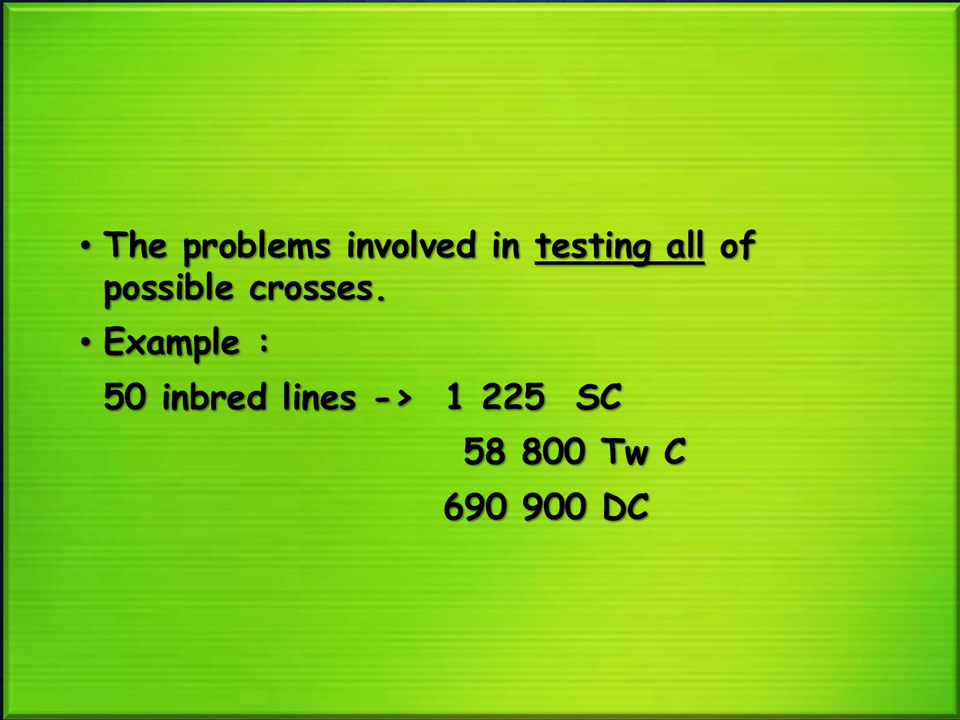 • The problems involved in testing all of
possible crosses.
• Example :
50 inbred lines -> 1 225 SC
58 800 Tw C
690 900 DC